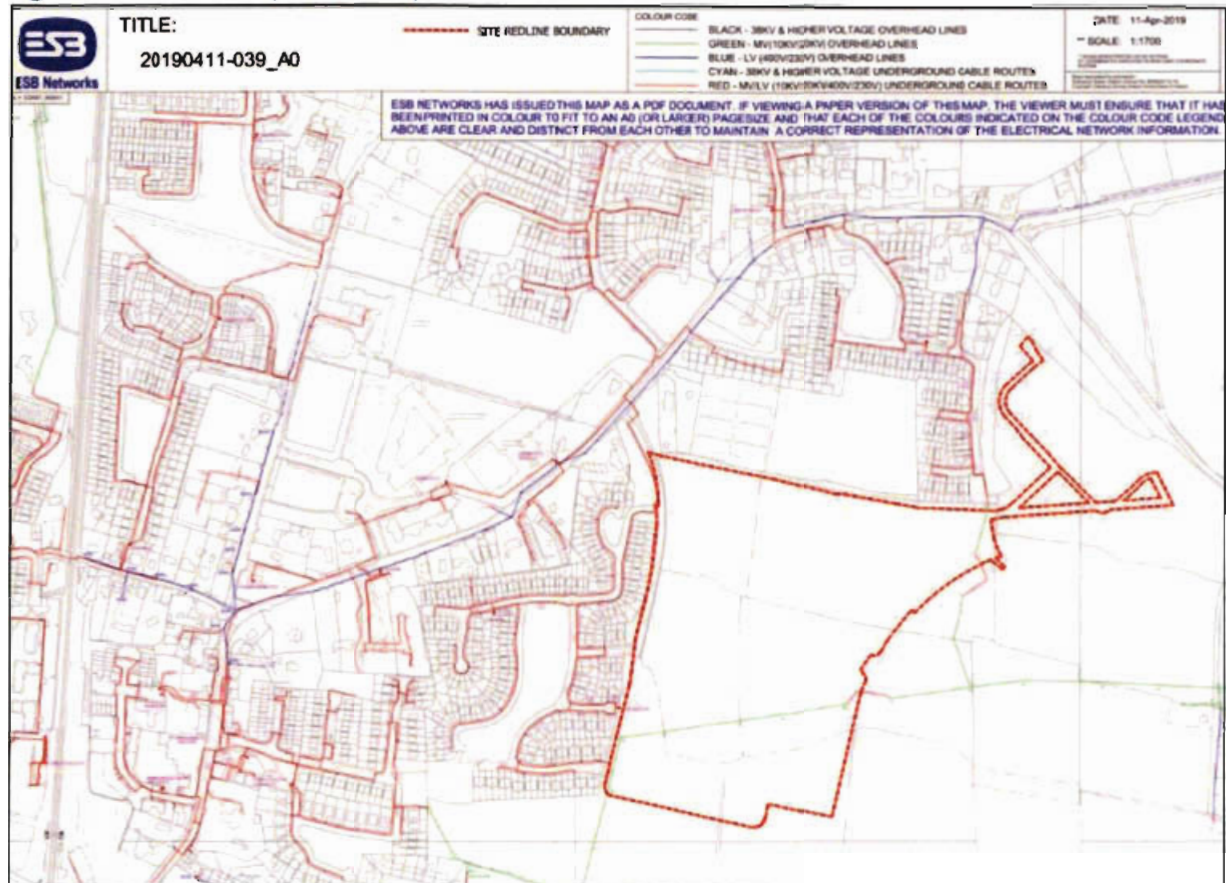 ESB
ESB Networks
TITLE:
20190411-039_A0
SITE REDLINE BOUNDARY
COLOUR CODE
BLACK - 38KV & HIGHER VOLTAGE OVERHEAD LINES
GREEN - MV(10KV/20KV) OVERHEAD LINES
BLUE - LV (400V/230V) OVERHEAD LINES
CYAN - 38KV & HIGHER VOLTAGE UNDERGROUND CABLE ROUTES
RED - MV/LV (10KV/20KV/400V/230V) UNDERGROUND CABLE ROUTES
DATE: 11-Apr-2019
SCALE: 1:1700
ESB NETWORKS HAS ISSUED THIS MAP AS A PDF DOCUMENT. IF VIEWING A PAPER VERSION OF THIS MAP, THE VIEWER MUST ENSURE THAT IT HAS
BEEN PRINTED IN COLOUR TO FIT TO AN A0 (OR LARGER) PAGESIZE AND THAT EACH OF THE COLOURS INDICATED ON THE COLOUR CODE LEGEND
ABOVE ARE CLEAR AND DISTINCT FROM EACH OTHER TO MAINTAIN A CORRECT REPRESENTATION OF THE ELECTRICAL NETWORK INFORMATION.